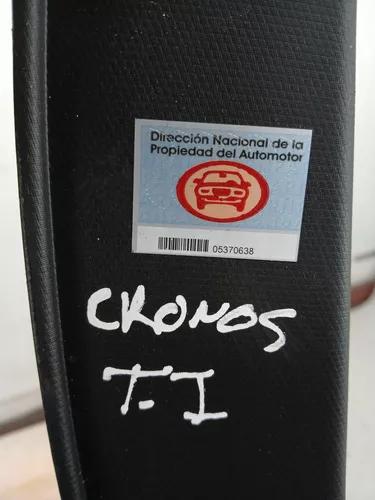 Dirección Nacional de la
Propiedad del Automotor
05370638
CRONOS
T.I